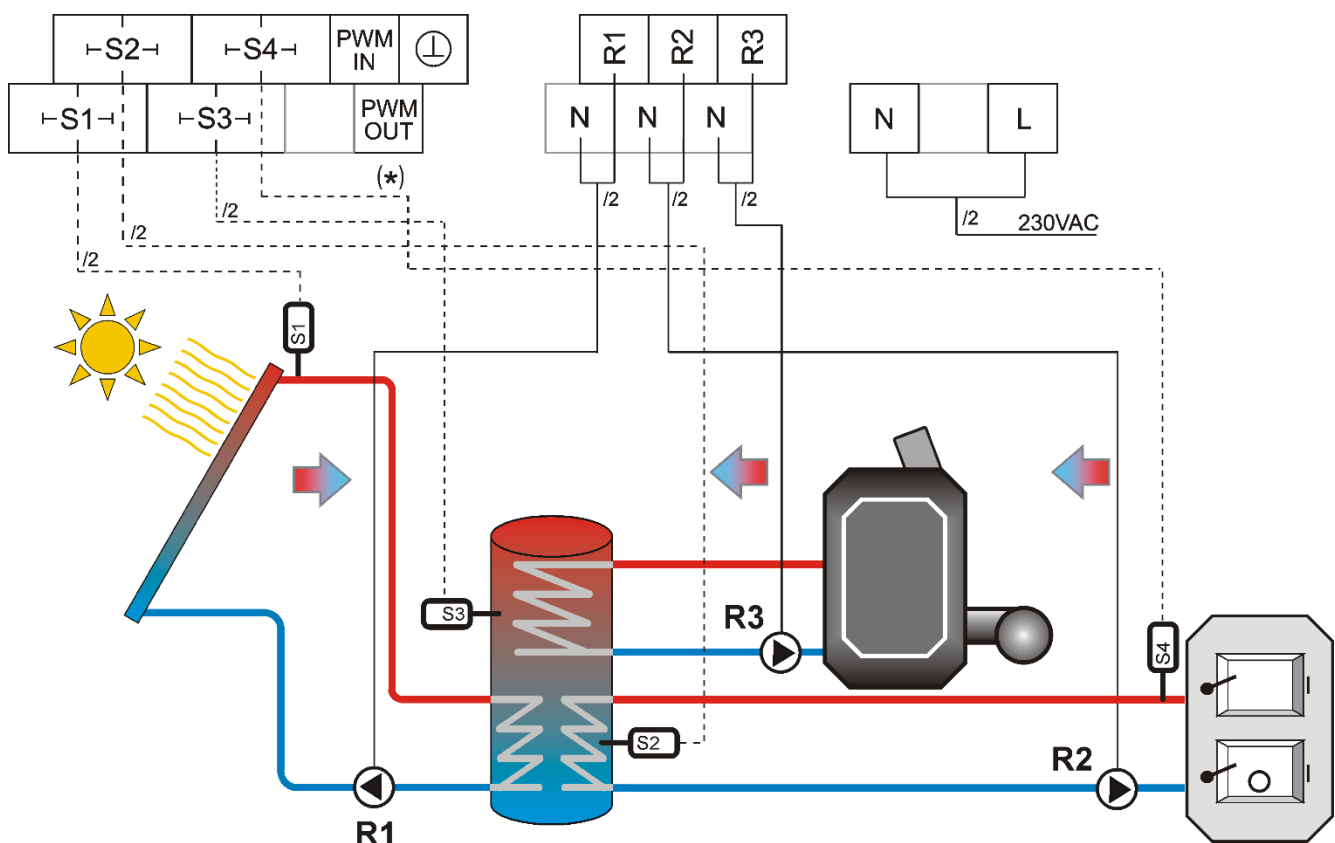 S2 S4 PWM IN R1 R2 R3
S1 S3 PWM OUT N N N N L
(*)
/2 /2 /2 /2 /2 /2 /2 230VAC
S1
S3
R3
S4
S2
R2
R1